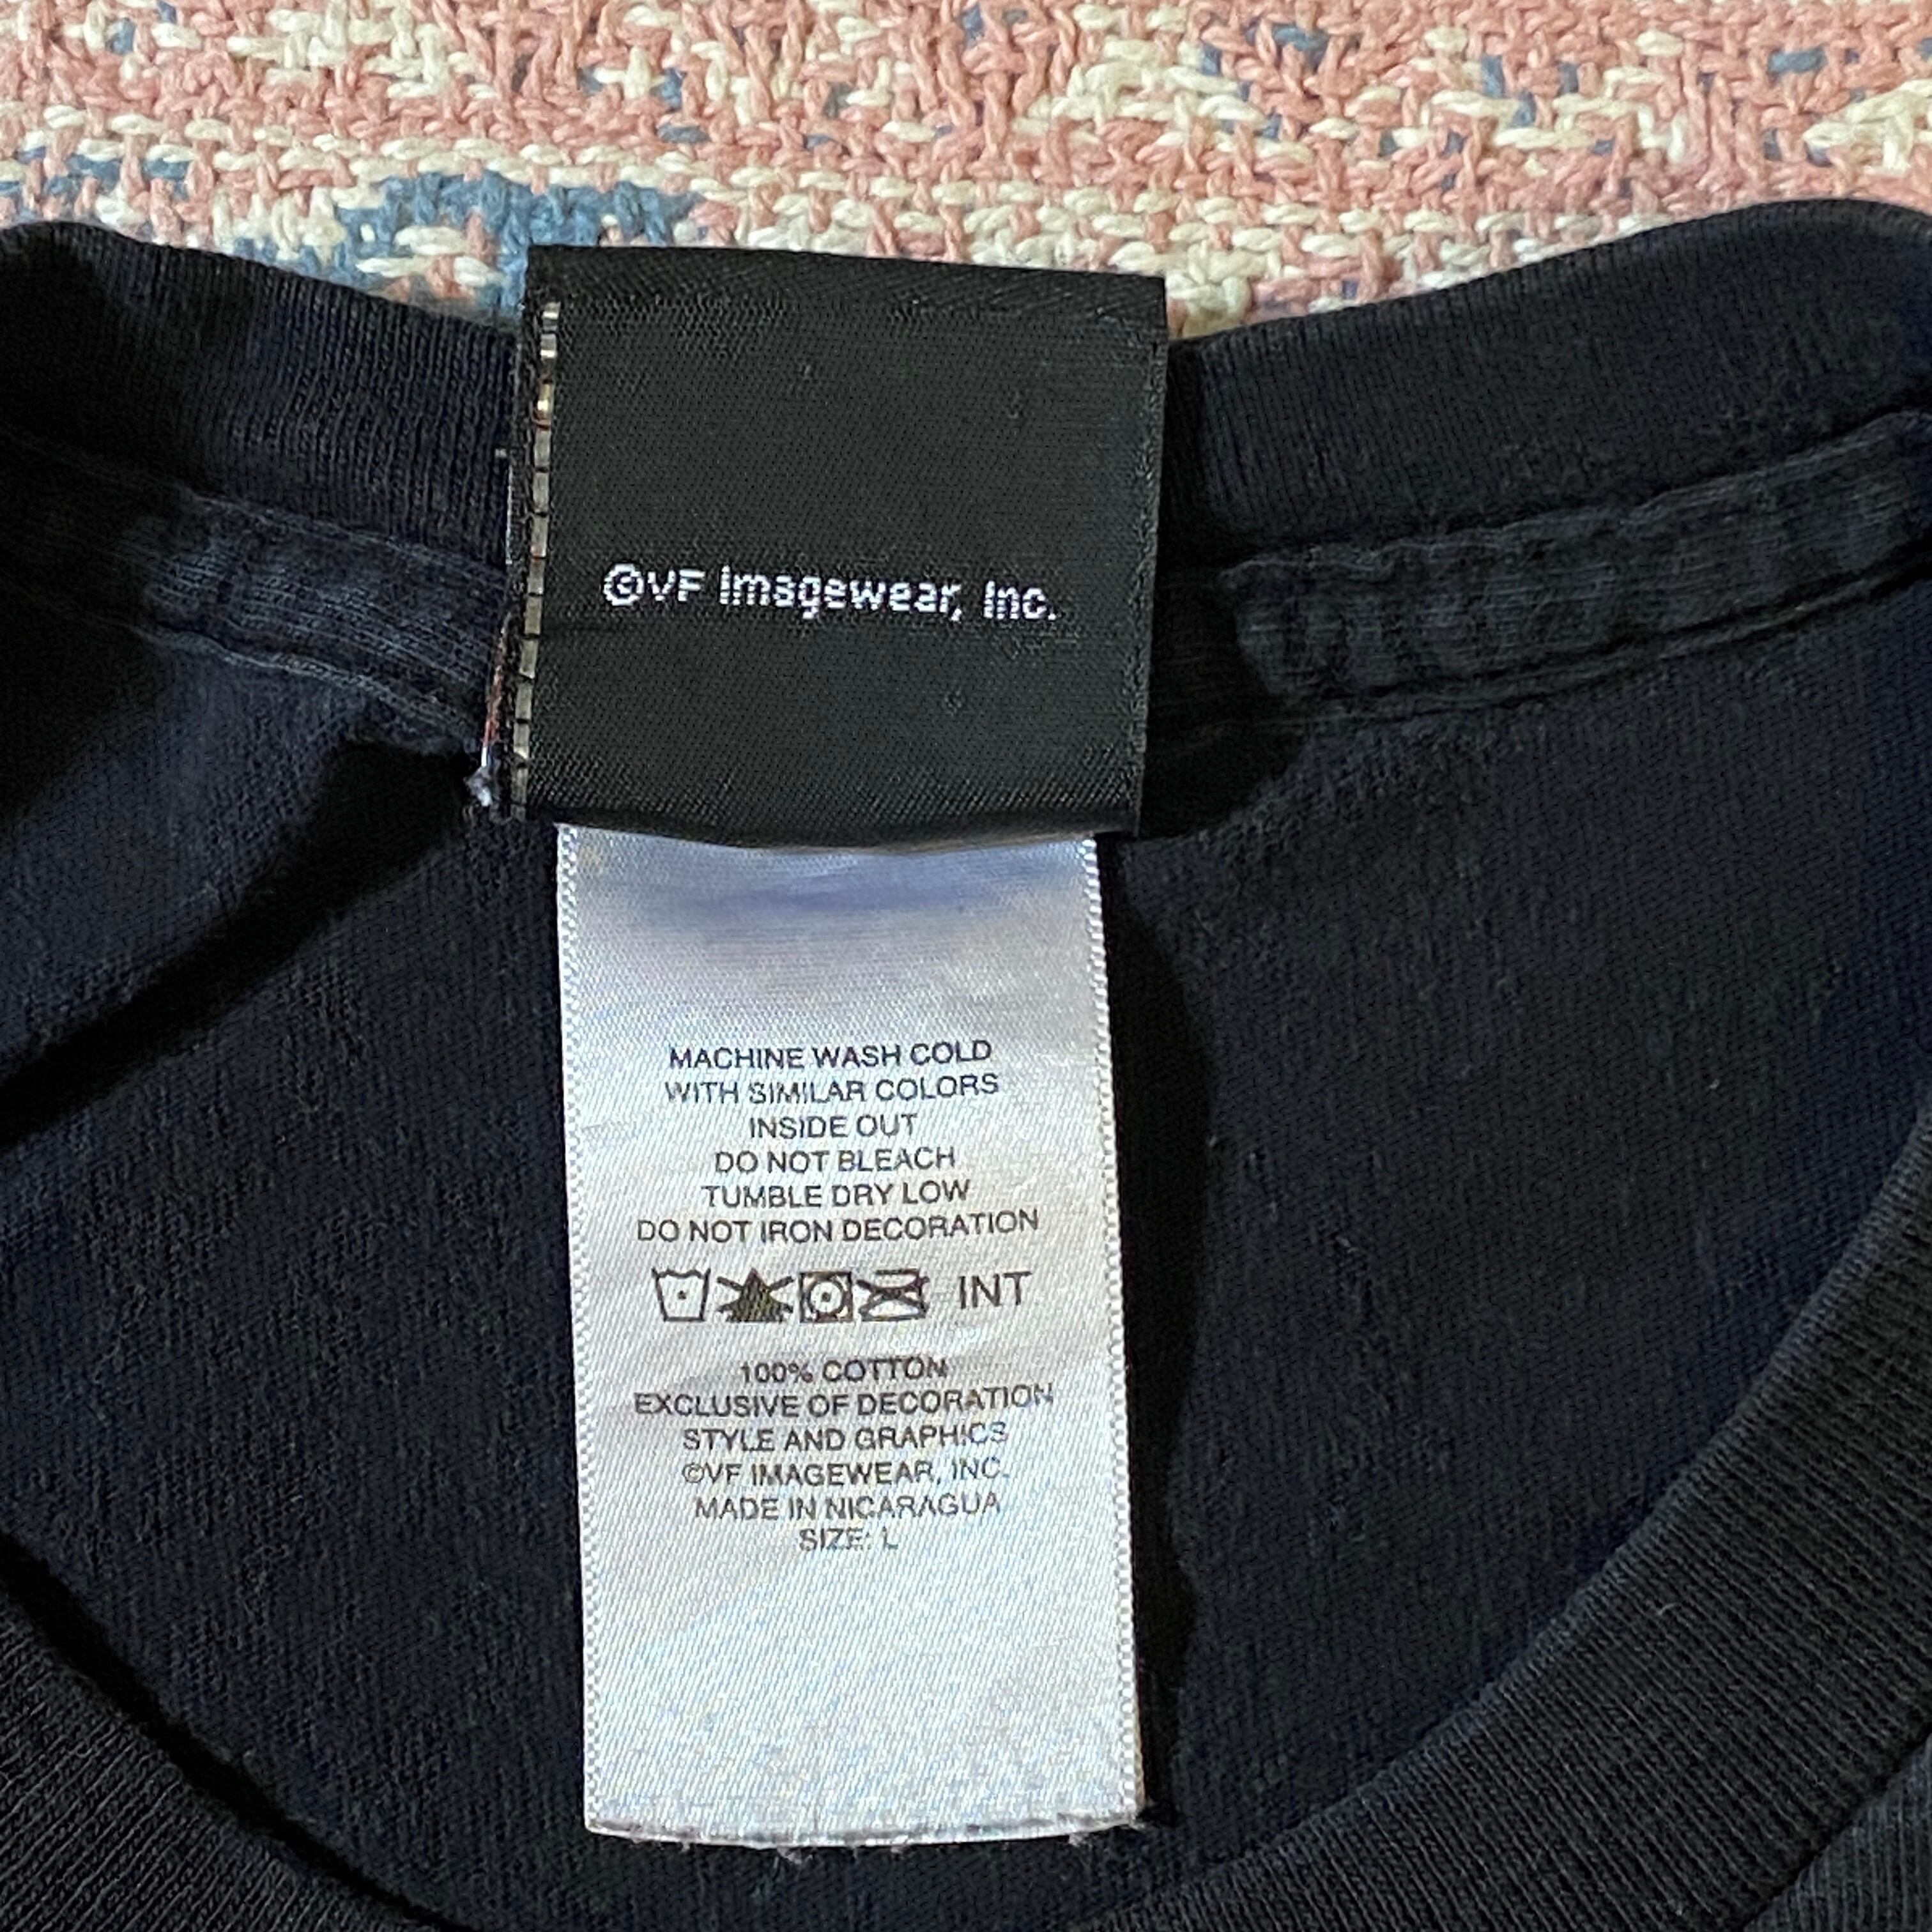 ©VF Imagewear, Inc.
MACHINE WASH COLD
WITH SIMILAR COLORS
INSIDE OUT
DO NOT BLEACH
TUMBLE DRY LOW
DO NOT IRON DECORATION
INT
100% COTTON
EXCLUSIVE OF DECORATION
STYLE AND GRAPHICS
©VF IMAGEWEAR, INC.
MADE IN NICARAGUA
SIZE: L